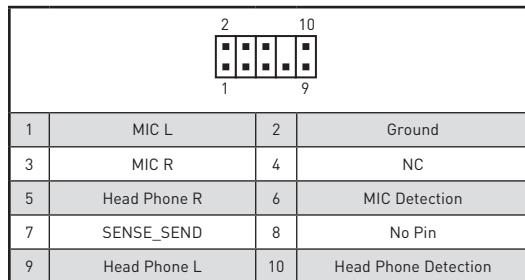 2 10
1 9
1 MIC L 2 Ground
3 MIC R 4 NC
5 Head Phone R 6 MIC Detection
7 SENSE_SEND 8 No Pin
9 Head Phone L 10 Head Phone Detection